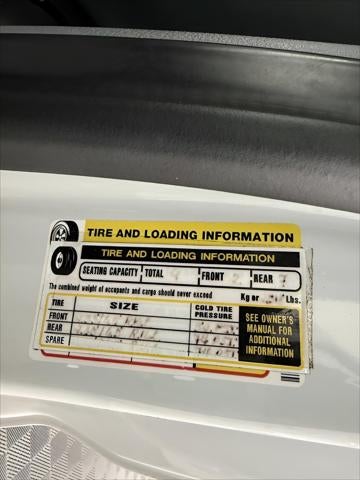 TIRE AND LOADING INFORMATION
TIRE AND LOADING INFORMATION
SEATING CAPACITY TOTAL FRONT REAR
The combined weight of occupants and cargo should never exceed Kg or Lbs.
TIRE SIZE COLD TIRE PRESSURE
FRONT
REAR
SPARE
SEE OWNER'S
MANUAL FOR
ADDITIONAL
INFORMATION